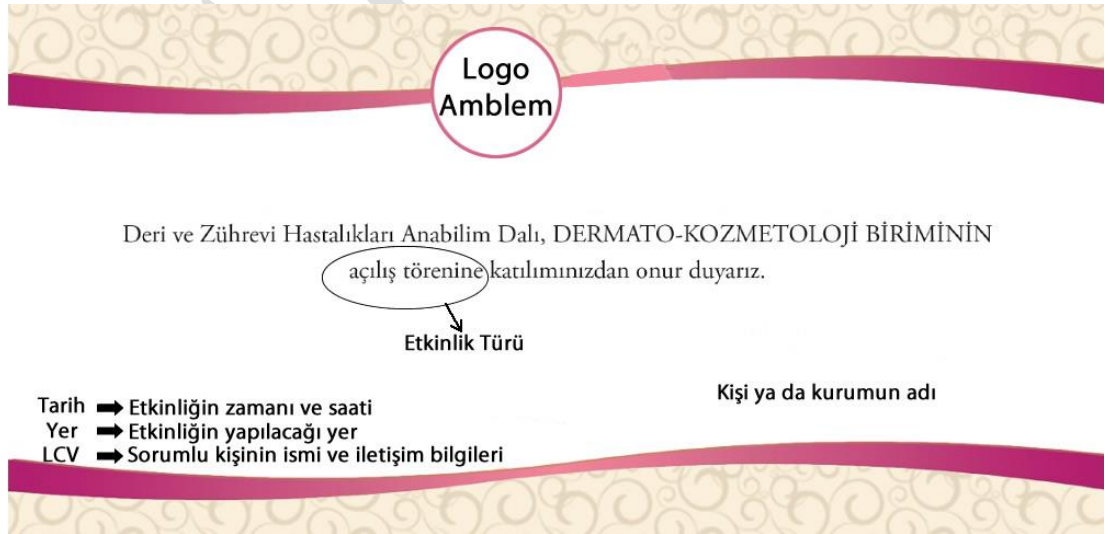 Logo
Amblem
Deri ve Zührevi Hastalıkları Anabilim Dalı, DERMATO-KOZMETOLOJİ BİRİMİNİN
açılış törenine katılımınızdan onur duyarız.
Etkinlik Türü
Kişi ya da kurumun adı
Tarih ➡ Etkinliğin zamanı ve saati
Yer ➡ Etkinliğin yapılacağı yer
LCV ➡ Sorumlu kişinin ismi ve iletişim bilgileri